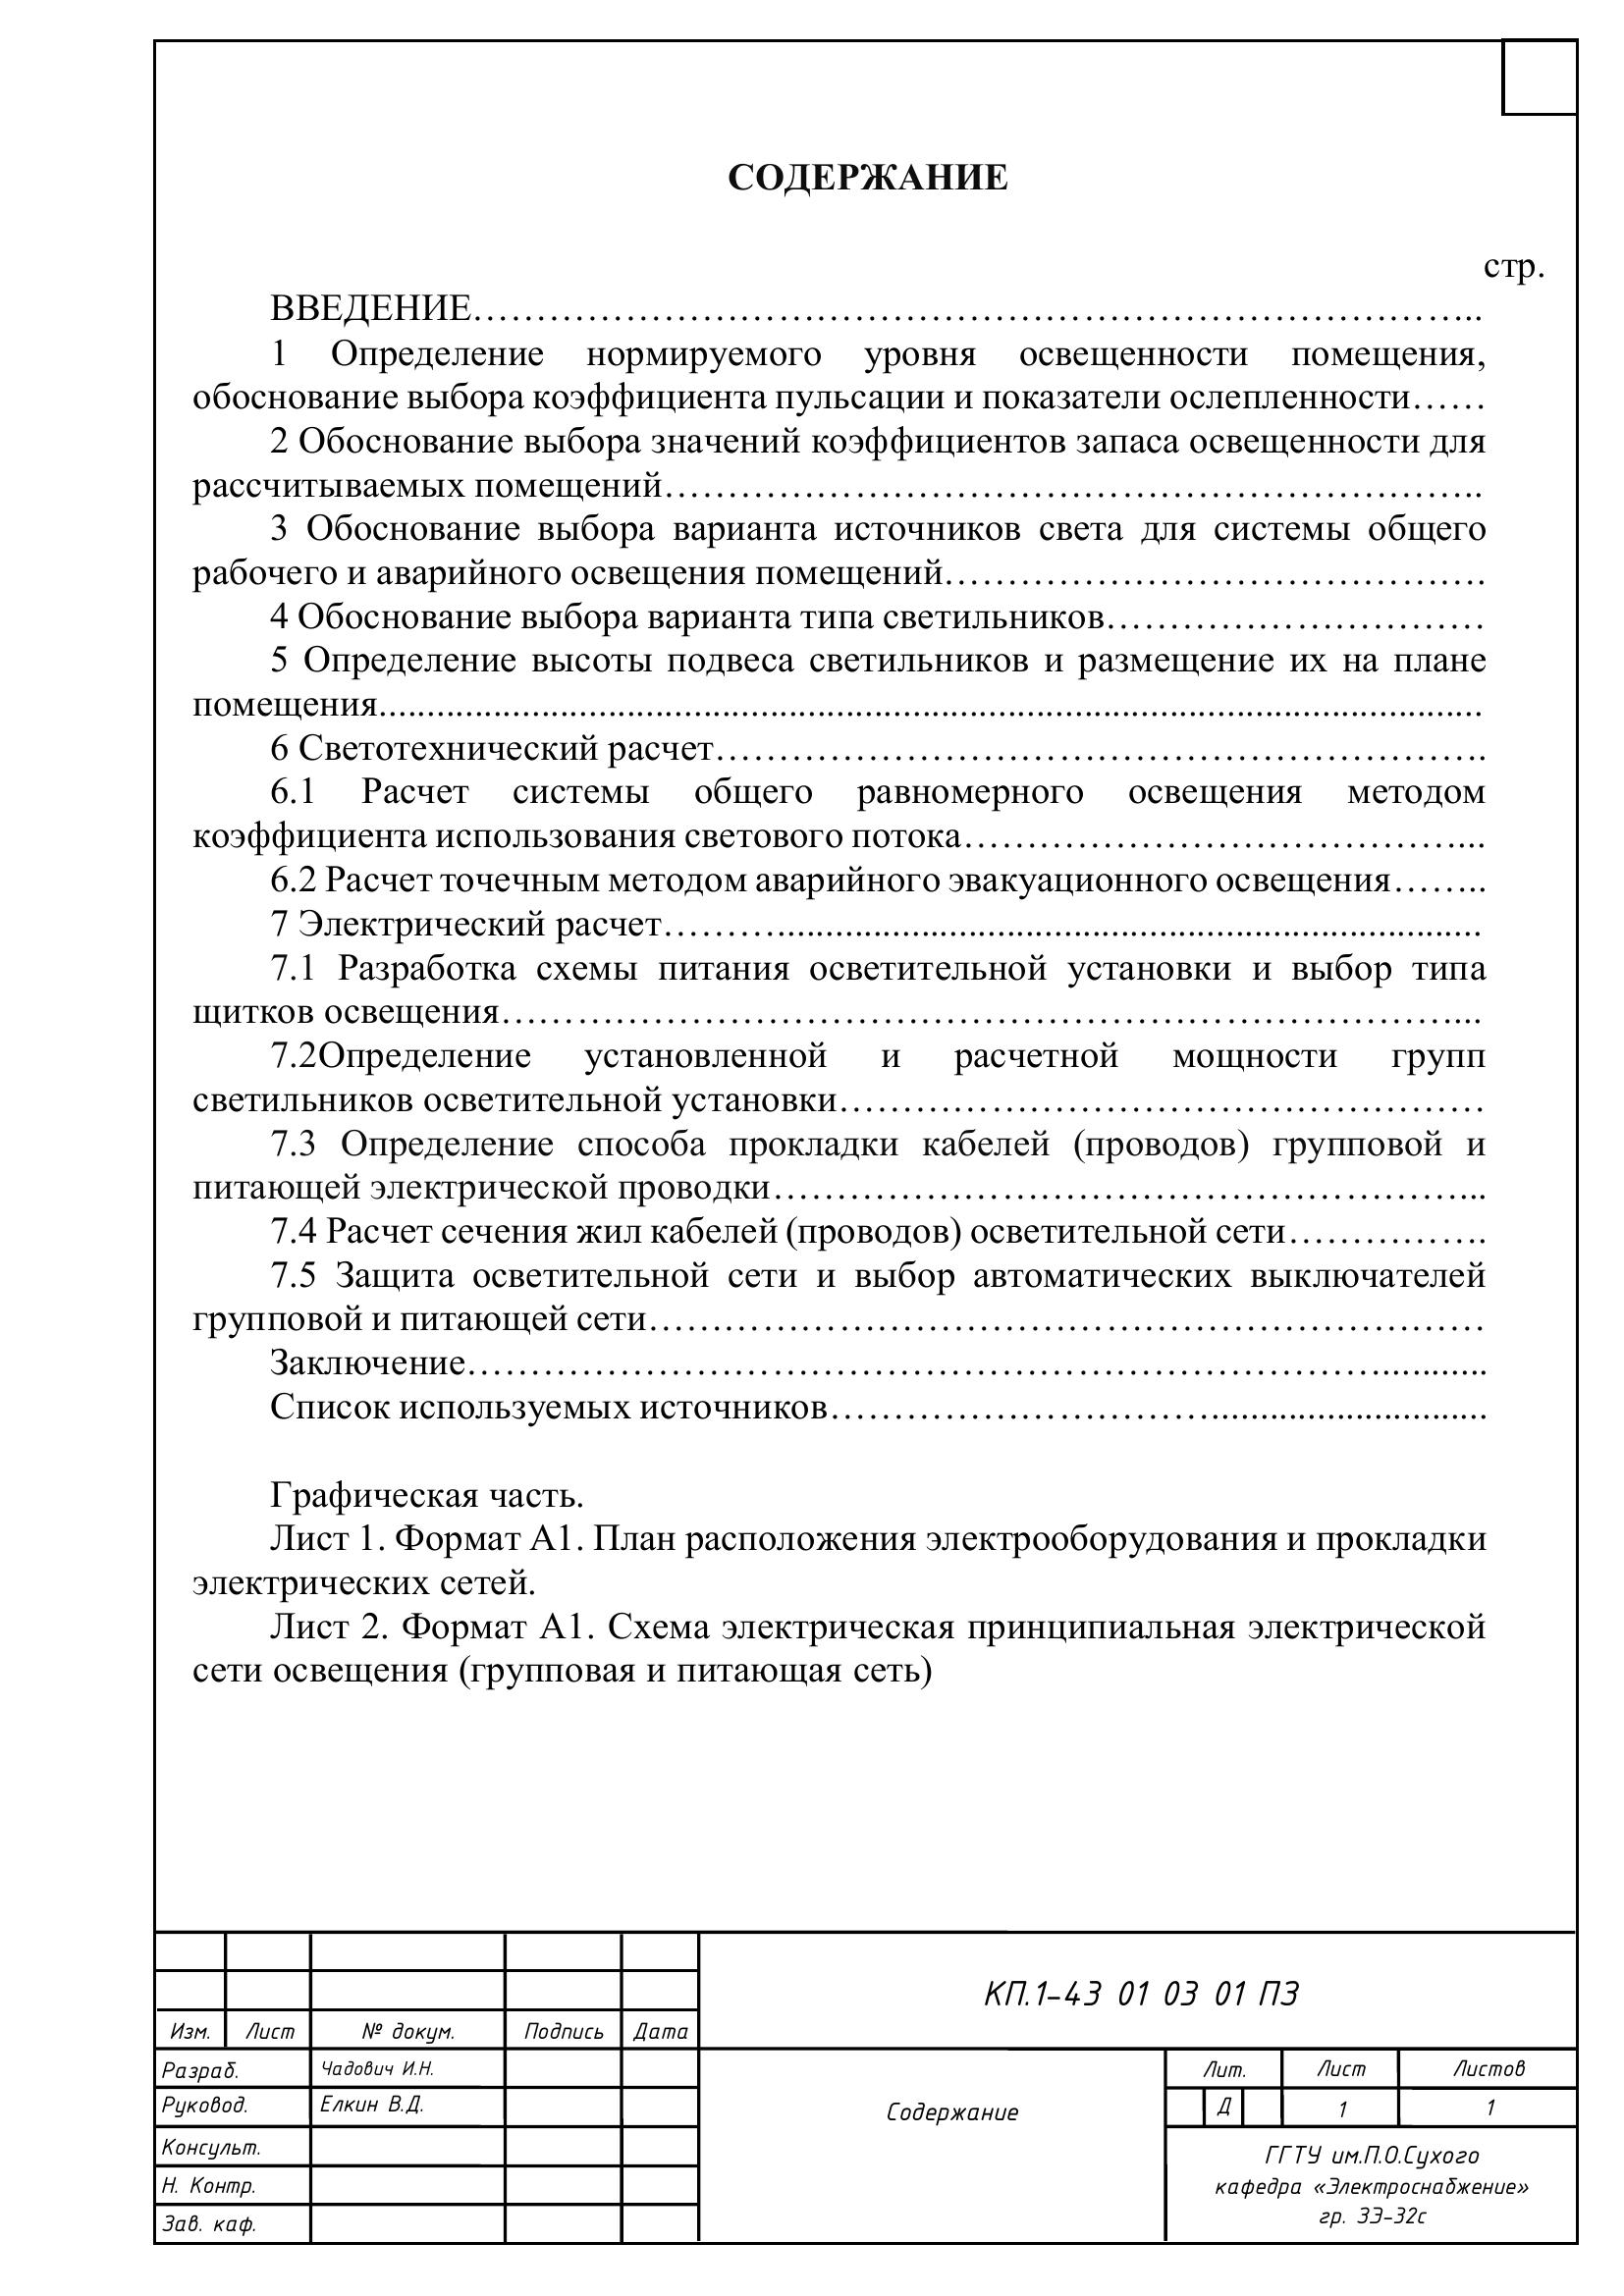 СОДЕРЖАНИЕ
стр.
ВВЕДЕНИЕ……………………………………………………………………..
1 Определение нормируемого уровня освещенности помещения,
обоснование выбора коэффициента пульсации и показатели ослепленности……
2 Обоснование выбора значений коэффициентов запаса освещенности для
рассчитываемых помещений………………………………………………………..
3 Обоснование выбора варианта источников света для системы общего
рабочего и аварийного освещения помещений……………………………………
4 Обоснование выбора варианта типа светильников…………………………
5 Определение высоты подвеса светильников и размещение их на плане
помещения....................................................................................................................
6 Светотехнический расчет…………………………………………………….
6.1 Расчет системы общего равномерного освещения методом
коэффициента использования светового потока…………………………………...
6.2 Расчет точечным методом аварийного эвакуационного освещения……..
7 Электрический расчет………..........................................................................
7.1 Разработка схемы питания осветительной установки и выбор типа
щитков освещения…………………………………………………………………...
7.2Определение установленной и расчетной мощности групп
светильников осветительной установки……………………………………………
7.3 Определение способа прокладки кабелей (проводов) групповой и
питающей электрической проводки………………………………………………...
7.4 Расчет сечения жил кабелей (проводов) осветительной сети…………….
7.5 Защита осветительной сети и выбор автоматических выключателей
групповой и питающей сети…………………………………………………………
Заключение………………………………………………………………...........
Список используемых источников…………………………............................
Графическая часть.
Лист 1. Формат А1. План расположения электрооборудования и прокладки
электрических сетей.
Лист 2. Формат А1. Схема электрическая принципиальная электрической
сети освещения (групповая и питающая сеть)
КП.1-43 01 03 01 ПЗ
Изм. Лист № докум. Подпись Дата
Разраб. Чадович И.Н.
Руковод. Елкин В.Д.
Консульт.
Н. Контр.
Зав. каф.
Содержание
Лит. Лист Листов
Д 1 1
ГГТУ им.П.О.Сухого
кафедра «Электроснабжение»
гр. ЗЭ-32с